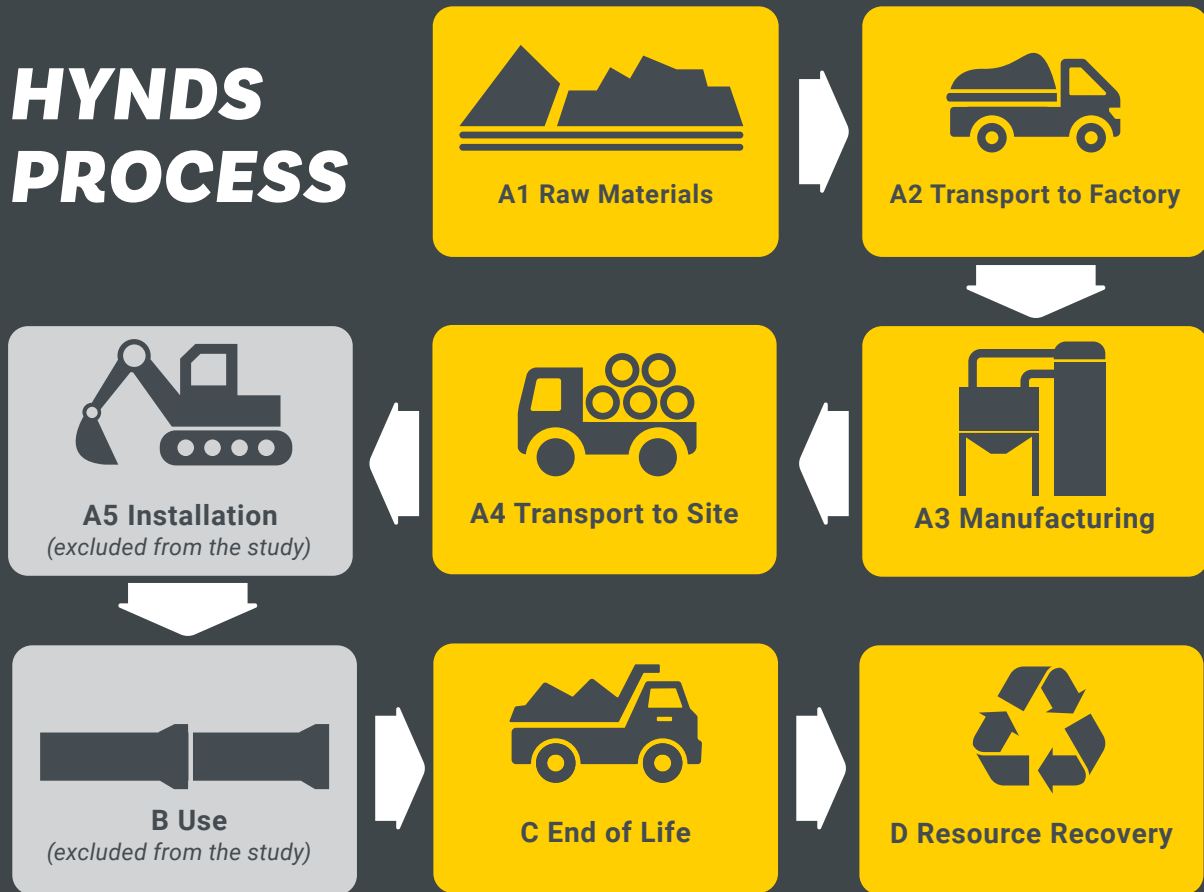 HYNDS
PROCESS
A1 Raw Materials
A2 Transport to Factory
A3 Manufacturing
A4 Transport to Site
A5 Installation
(excluded from the study)
B Use
(excluded from the study)
C End of Life
D Resource Recovery